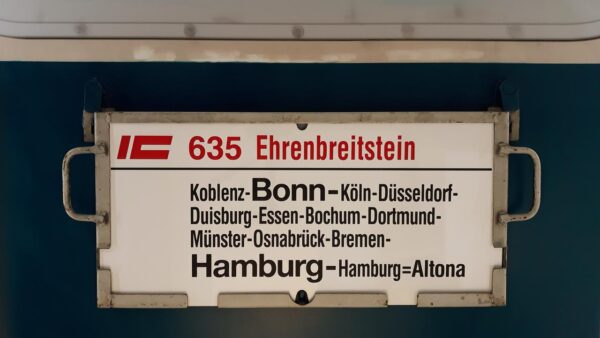 IC 635 Ehrenbreitstein
Koblenz-Bonn-Köln-Düsseldorf-
Duisburg-Essen-Bochum-Dortmund-
Münster-Osnabrück-Bremen-
Hamburg-Hamburg=Altona